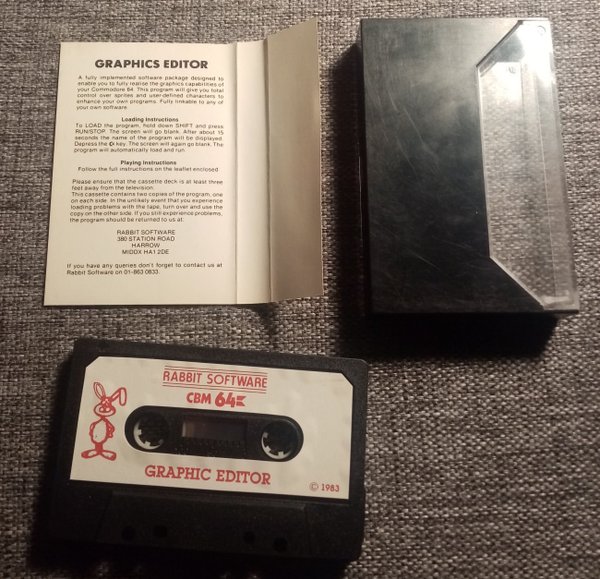 GRAPHICS EDITOR
A fully implemented software package designed to
enable you to fully realise the graphics capabilities of
your Commodore 64. This program will give you total
control over sprites and user-defined characters to
enhance your own programs. Fully linkable to any of
your own software.
Loading Instructions
To LOAD the program, hold down SHIFT and press
RUN/STOP. The screen will go blank. After about 15
seconds the name of the program will be displayed.
Depress the C= key. The screen will again go blank. The
program will automatically load and run.
Playing Instructions
Follow the full instructions on the leaflet enclosed
Please ensure that the cassette deck is at least three
feet away from the television.
This cassette contains two copies of the program, one
on each side. In the unlikely event that you experience
loading problems with the tape, turn over and use the
copy on the other side. If you still experience problems,
the program should be returned to us at:
RABBIT SOFTWARE
380 STATION ROAD
HARROW
MIDDX HA1 2DE
If you have any queries don't forget to contact us at
Rabbit Software on 01-863 0833.
RABBIT SOFTWARE
CBM 64
GRAPHIC EDITOR
© 1983